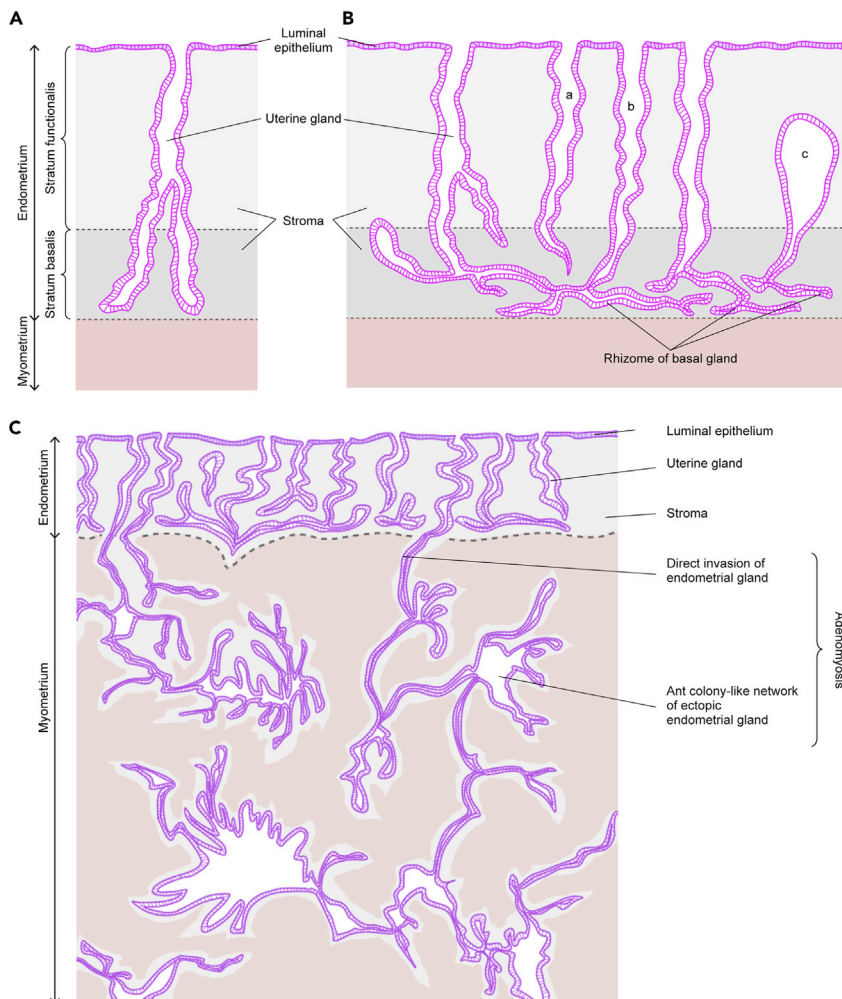 A
B
Luminal
epithelium
Endometrium
Stratum functionalis
Uterine gland
a
b
c
Stroma
Stratum basalis
Myometrium
Rhizome of basal gland
C
Luminal epithelium
Endometrium
Uterine gland
Stroma
Direct invasion of
endometrial gland
Adenomyosis
Myometrium
Ant colony-like network
of ectopic
endometrial gland